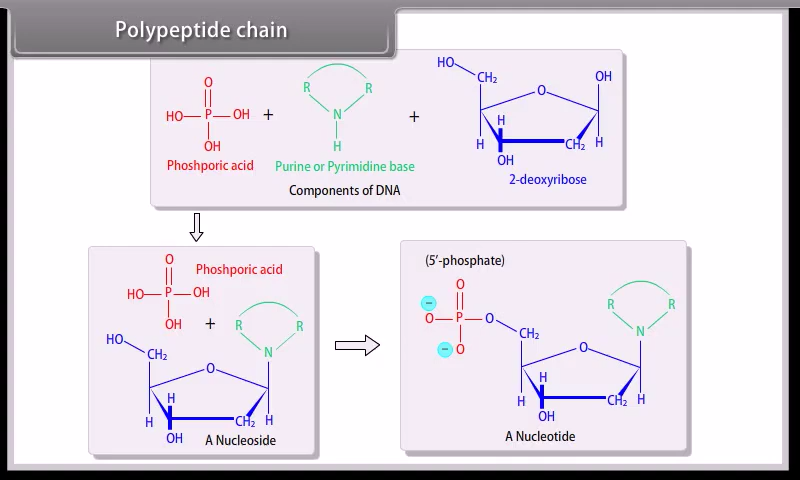 Polypeptide chain
O
HO P OH
OH
Phoshporic acid
+
R R
N
H
Purine or Pyrimidine base
+
HO
CH₂
O
OH
H
H
OH
CH₂
H
2-deoxyribose
Components of DNA
O
HO P OH
OH
Phoshporic acid
+
R R
N
HO
CH₂
O
H
H
OH
CH₂
H
A Nucleoside
(5′-phosphate)
O
−
O P O
− O
CH₂
R R
N
O
H
H
OH
CH₂
H
A Nucleotide